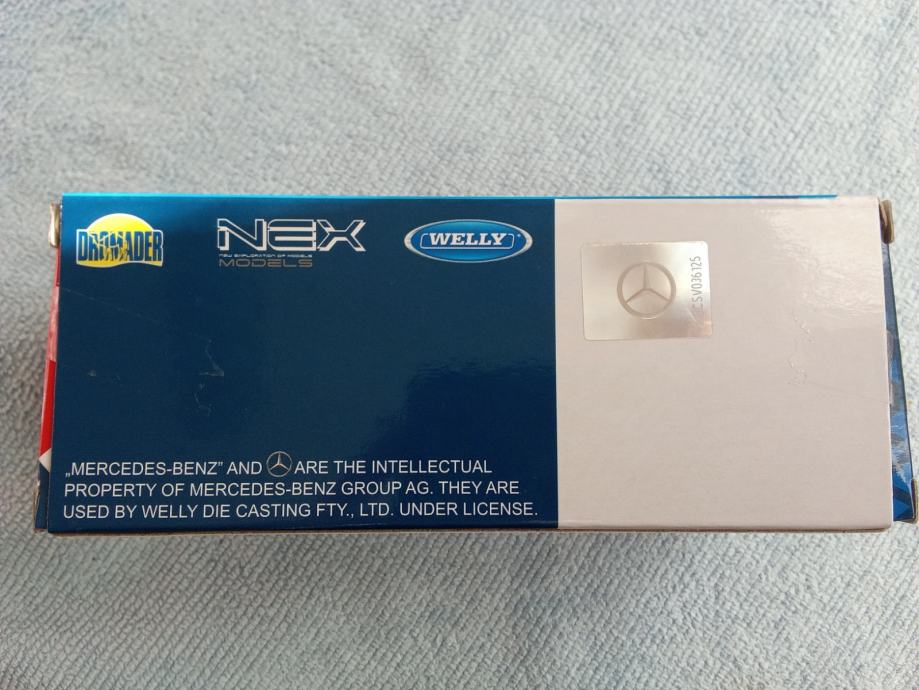 DROMADER
NEX
NEW EXPLORATION OF MODELS
MODELS
WELLY
CSV036125
„MERCEDES-BENZ” AND ARE THE INTELLECTUAL
PROPERTY OF MERCEDES-BENZ GROUP AG. THEY ARE
USED BY WELLY DIE CASTING FTY., LTD. UNDER LICENSE.